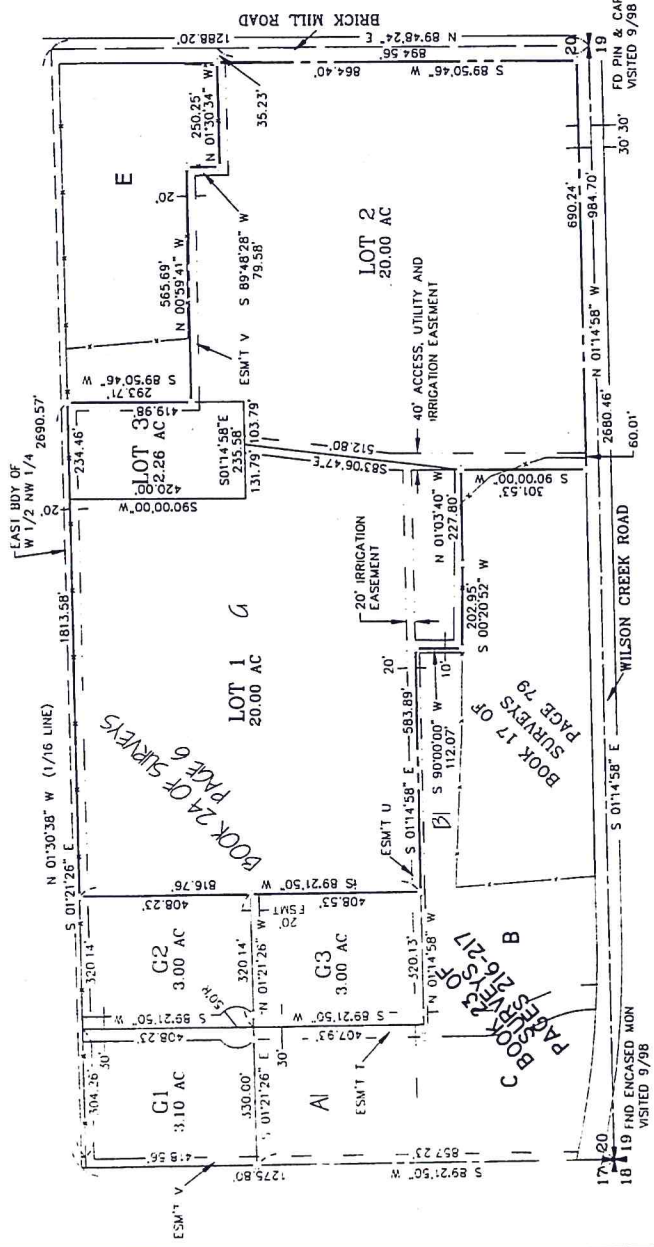 BRICK MILL ROAD
1288.20'
N 89°48'24" E
894.56'
S 89°50'46" W
864.40'
20
19
FD PIN & CAP
VISITED 9/98
EAST BDY OF
W 1/2 NW 1/4
2690.57'
N 01°30'38" W (1/16 LINE)
S 01°21'26" E
1813.58'
20'
234.46'
E
250.25'
N 01°30'34" W
35.23'
20'
565.69'
N 00°59'41" W
S 89°48'28" W
79.58'
ESM'T V
S 89°50'46" W
293.71'
419.98'
LOT 3
2.26 AC
S01°14'58"E
235.58'
131.79'
103.79'
420.00'
S90°00'00" W
LOT 2
20.00 AC
40' ACCESS, UTILITY AND
IRRIGATION EASEMENT
512.80'
S83°06'47"E
690.24'
984.70'
30' 30'
N 01°14'58" W
2680.46'
60.01'
S 90°00'00" W
301.53'
LOT 1
20.00 AC
G
BOOK 24 OF SURVEYS
PAGE 6
20' IRRIGATION
EASEMENT
N 01°03'40" W
227.80'
202.95'
S 00°20'52" W
20'
10'
S 90°00'00" W
112.07'
583.89'
S 01°14'58" E
ESM'T U
B1
BOOK 17 OF
SURVEYS
PAGE 79
WILSON CREEK ROAD
S 01°14'58" E
816.76'
408.23'
408.53'
S 89°21'50" W
320.14'
G2
3.00 AC
320.14'
N 01°21'26" W
20'
ESMT
G3
3.00 AC
320.13'
N 01°14'58" W
S 89°21'50" W
408.23'
50'R
S 89°21'50" W
407.93'
30'
30'
304.26'
G1
3.10 AC
330.00'
S 01°21'26" E
A1
ESM'T T
418.56'
857.23'
1275.80'
S 89°21'50" W
ESM'T V
C
BOOK 23 OF
SURVEYS
PAGES 216-217
B
17
20
18
19
FND ENCASED MON
VISITED 9/98